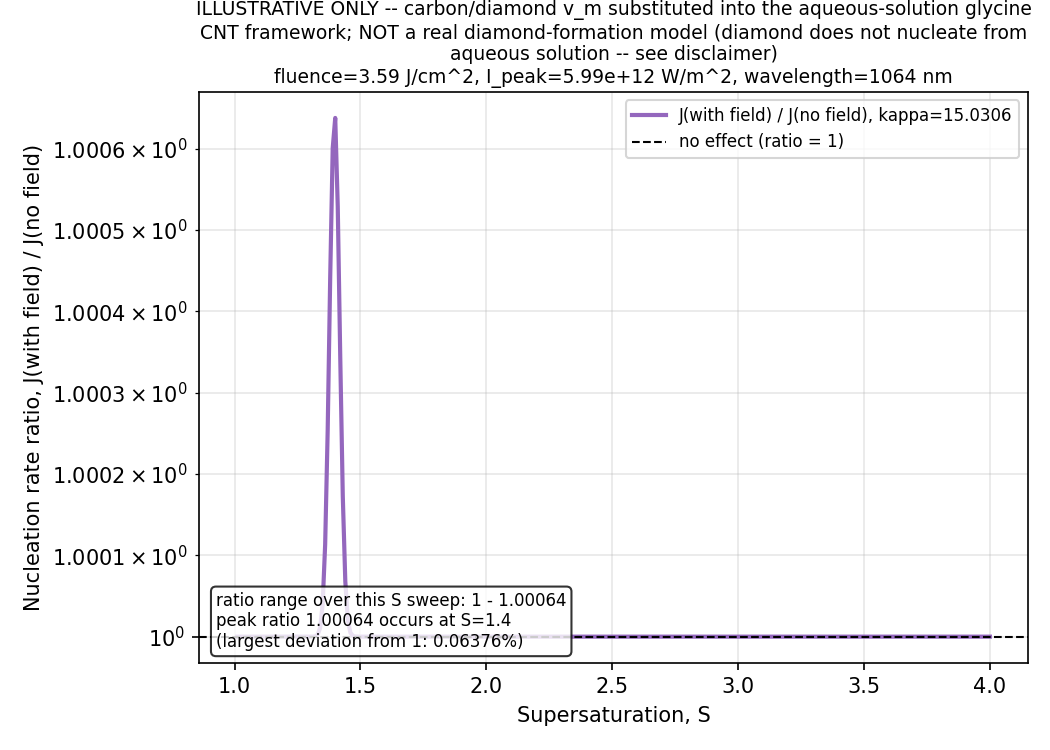 ILLUSTRATIVE ONLY -- carbon/diamond v_m substituted into the aqueous-solution glycine
CNT framework; NOT a real diamond-formation model (diamond does not nucleate from
aqueous solution -- see disclaimer)
fluence=3.59 J/cm^2, I_peak=5.99e+12 W/m^2, wavelength=1064 nm
J(with field) / J(no field), kappa=15.0306
no effect (ratio = 1)
Nucleation rate ratio, J(with field) / J(no field)
1.0006 × 10⁰
1.0005 × 10⁰
1.0004 × 10⁰
1.0003 × 10⁰
1.0002 × 10⁰
1.0001 × 10⁰
10⁰
ratio range over this S sweep: 1 - 1.00064
peak ratio 1.00064 occurs at S=1.4
(largest deviation from 1: 0.06376%)
1.0 1.5 2.0 2.5 3.0 3.5 4.0
Supersaturation, S